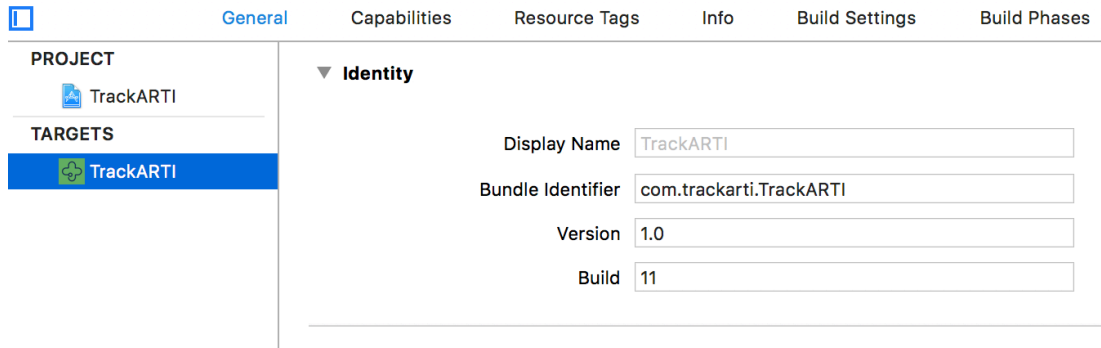 General Capabilities Resource Tags Info Build Settings Build Phases
PROJECT
TrackARTI
TARGETS
TrackARTI
Identity
Display Name TrackARTI
Bundle Identifier com.trackarti.TrackARTI
Version 1.0
Build 11